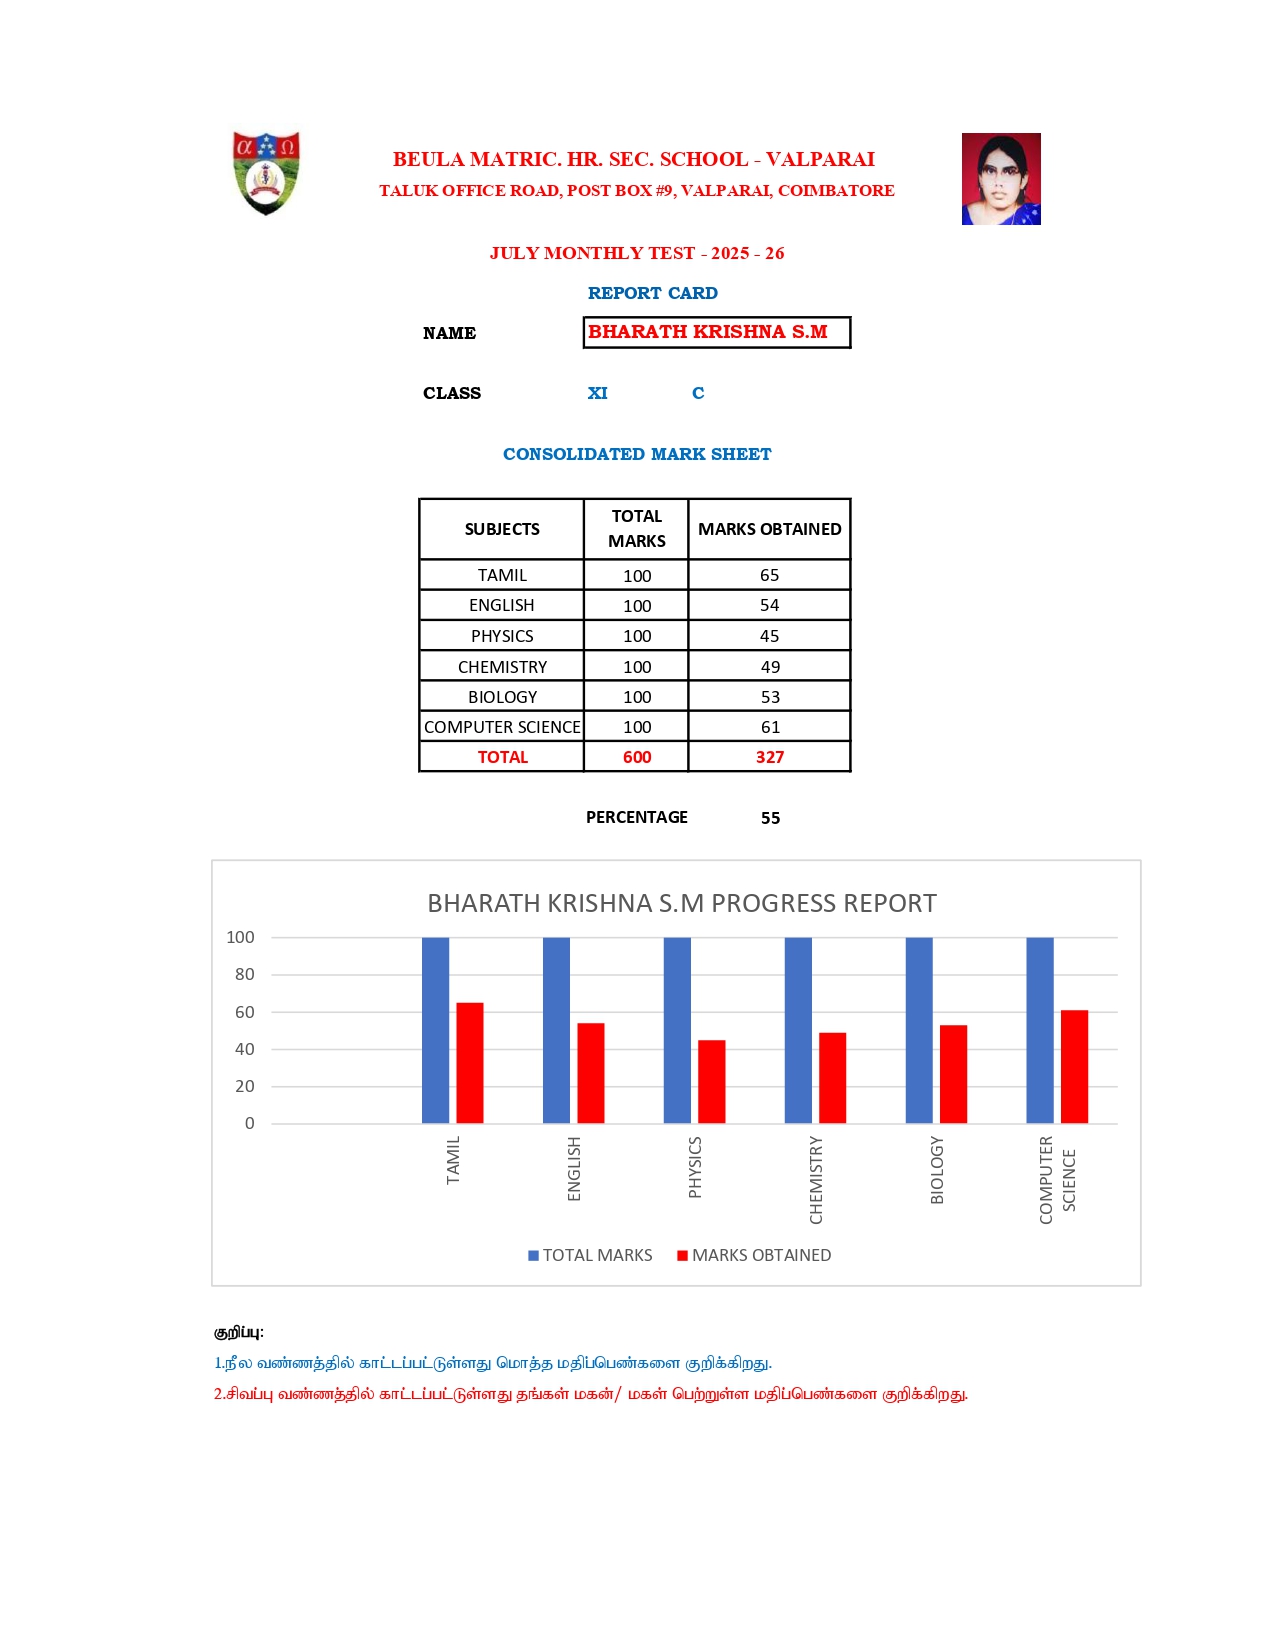 α Ω
BEULA MATRIC. HR. SEC. SCHOOL - VALPARAI
TALUK OFFICE ROAD, POST BOX #9, VALPARAI, COIMBATORE
JULY MONTHLY TEST - 2025 - 26
REPORT CARD
NAME BHARATH KRISHNA S.M
CLASS XI C
CONSOLIDATED MARK SHEET
SUBJECTS TOTAL MARKS MARKS OBTAINED
TAMIL 100 65
ENGLISH 100 54
PHYSICS 100 45
CHEMISTRY 100 49
BIOLOGY 100 53
COMPUTER SCIENCE 100 61
TOTAL 600 327
PERCENTAGE 55
BHARATH KRISHNA S.M PROGRESS REPORT
100
80
60
40
20
0
TAMIL
ENGLISH
PHYSICS
CHEMISTRY
BIOLOGY
COMPUTER SCIENCE
TOTAL MARKS MARKS OBTAINED
குறிப்பு:
1.நீல வண்ணத்தில் காட்டப்பட்டுள்ளது மொத்த மதிப்பெண்களை குறிக்கிறது.
2.சிவப்பு வண்ணத்தில் காட்டப்பட்டுள்ளது தங்கள் மகன்/ மகள் பெற்றுள்ள மதிப்பெண்களை குறிக்கிறது.